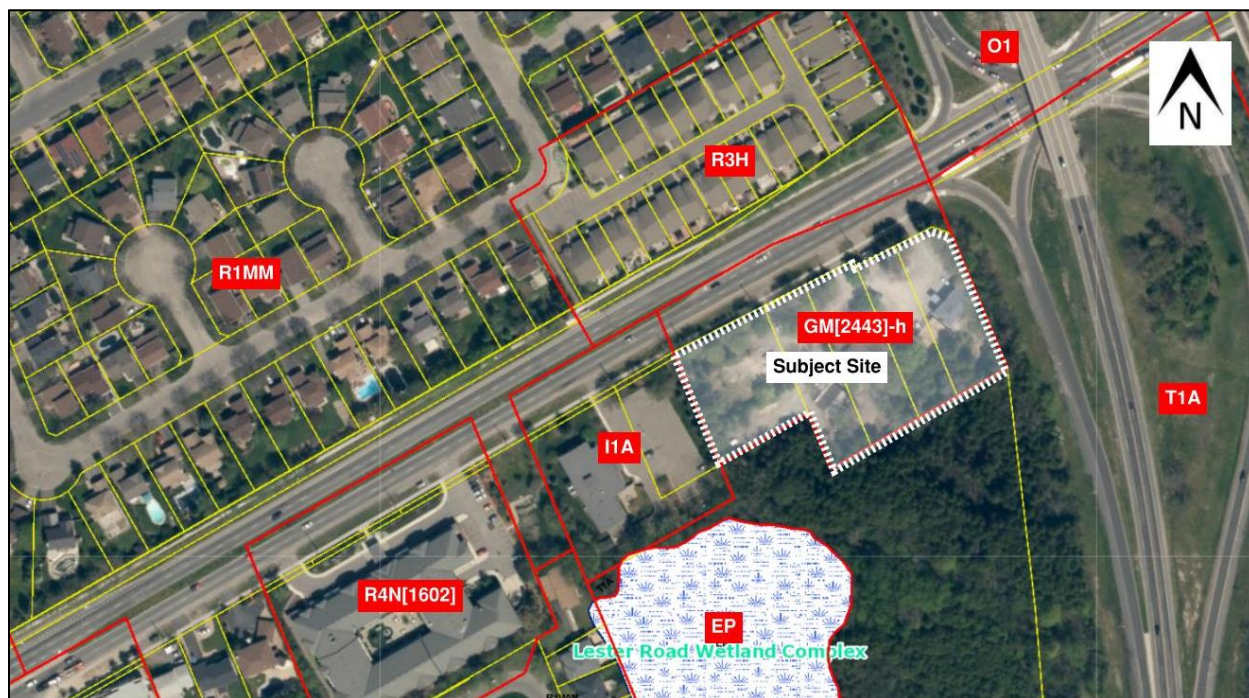 O1
N
R3H
R1MM
GM[2443]-h
Subject Site
T1A
I1A
R4N[1602]
EP
Lester Road Wetland Complex